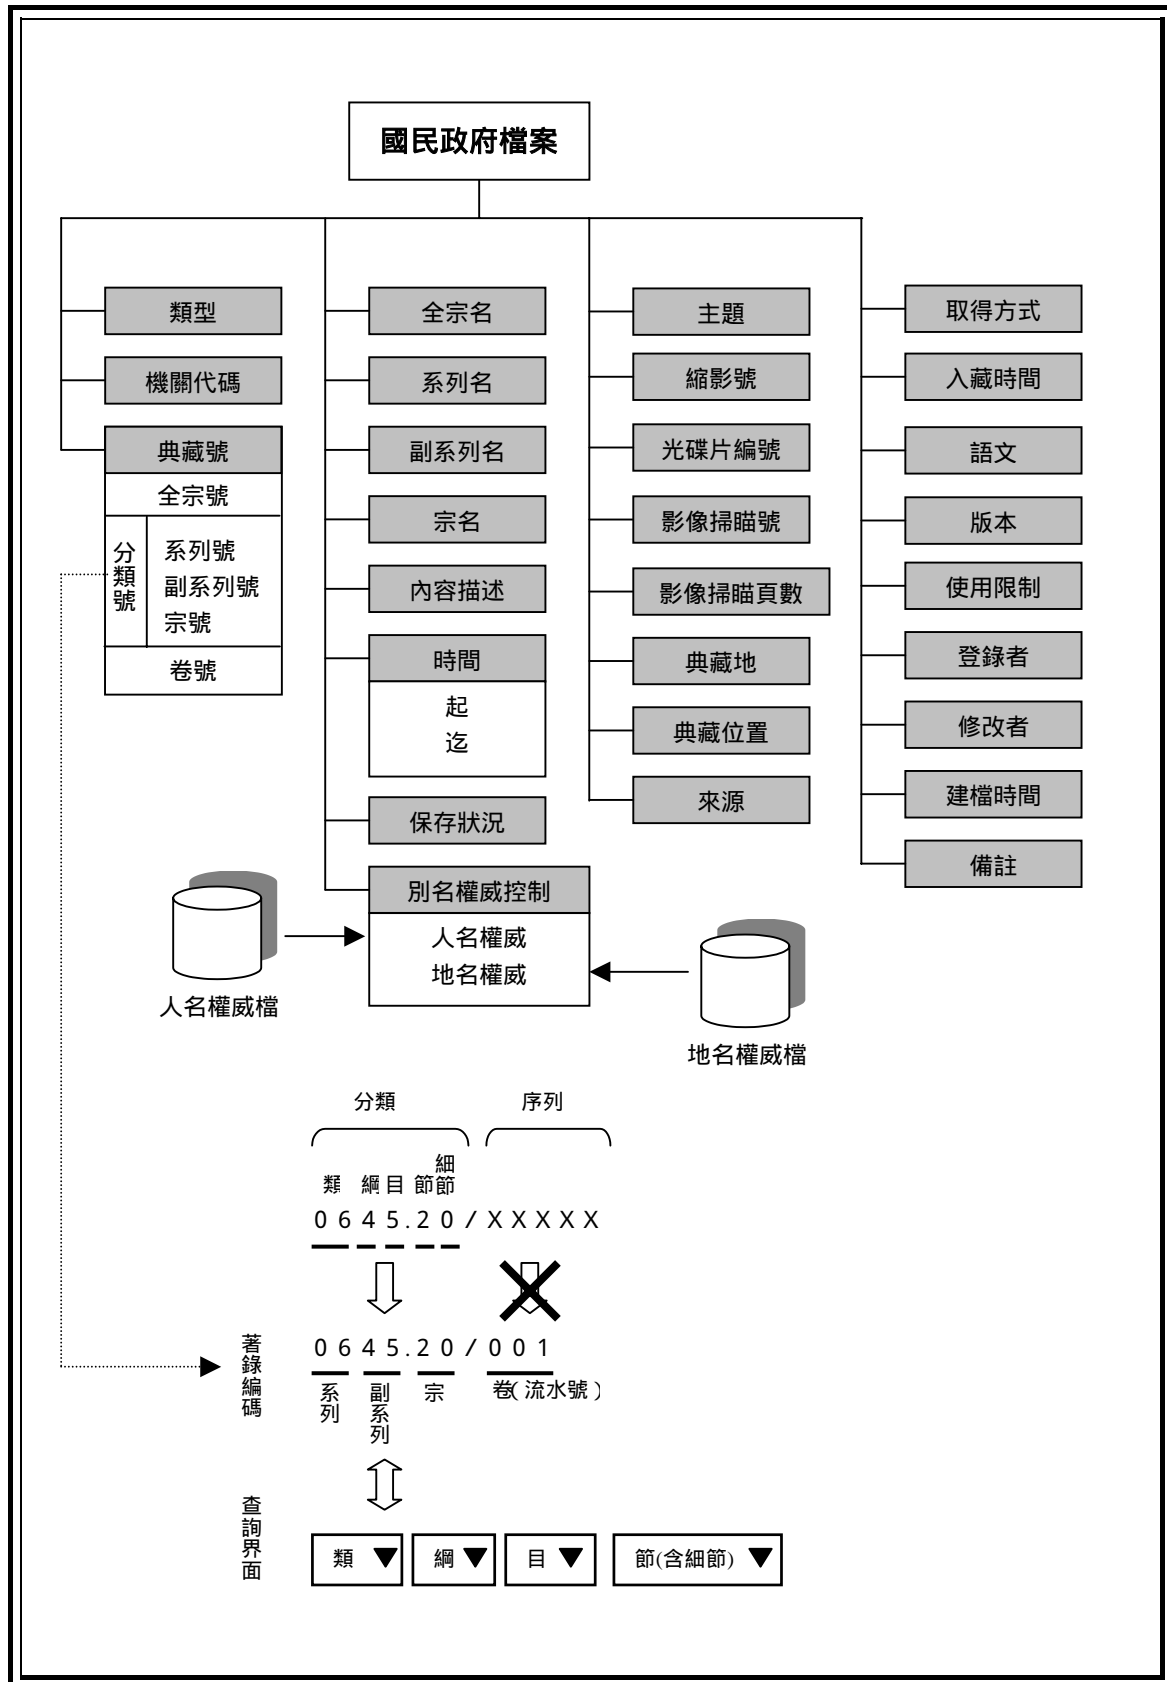 國民政府檔案
類型
機關代碼
典藏號
全宗號
分類號
系列號
副系列號
宗號
卷號
全宗名
系列名
副系列名
宗名
內容描述
時間
起
迄
保存狀況
別名權威控制
人名權威
地名權威
主題
縮影號
光碟片編號
影像掃瞄號
影像掃瞄頁數
典藏地
典藏位置
來源
取得方式
入藏時間
語文
版本
使用限制
登錄者
修改者
建檔時間
備註
人名權威檔
地名權威檔
分類 序列
類 綱 目 節 細節
0645.20/XXXXX
著錄編碼
0645.20/001
系列 副系列 宗 卷(流水號)
查詢界面
類 綱 目 節(含細節)